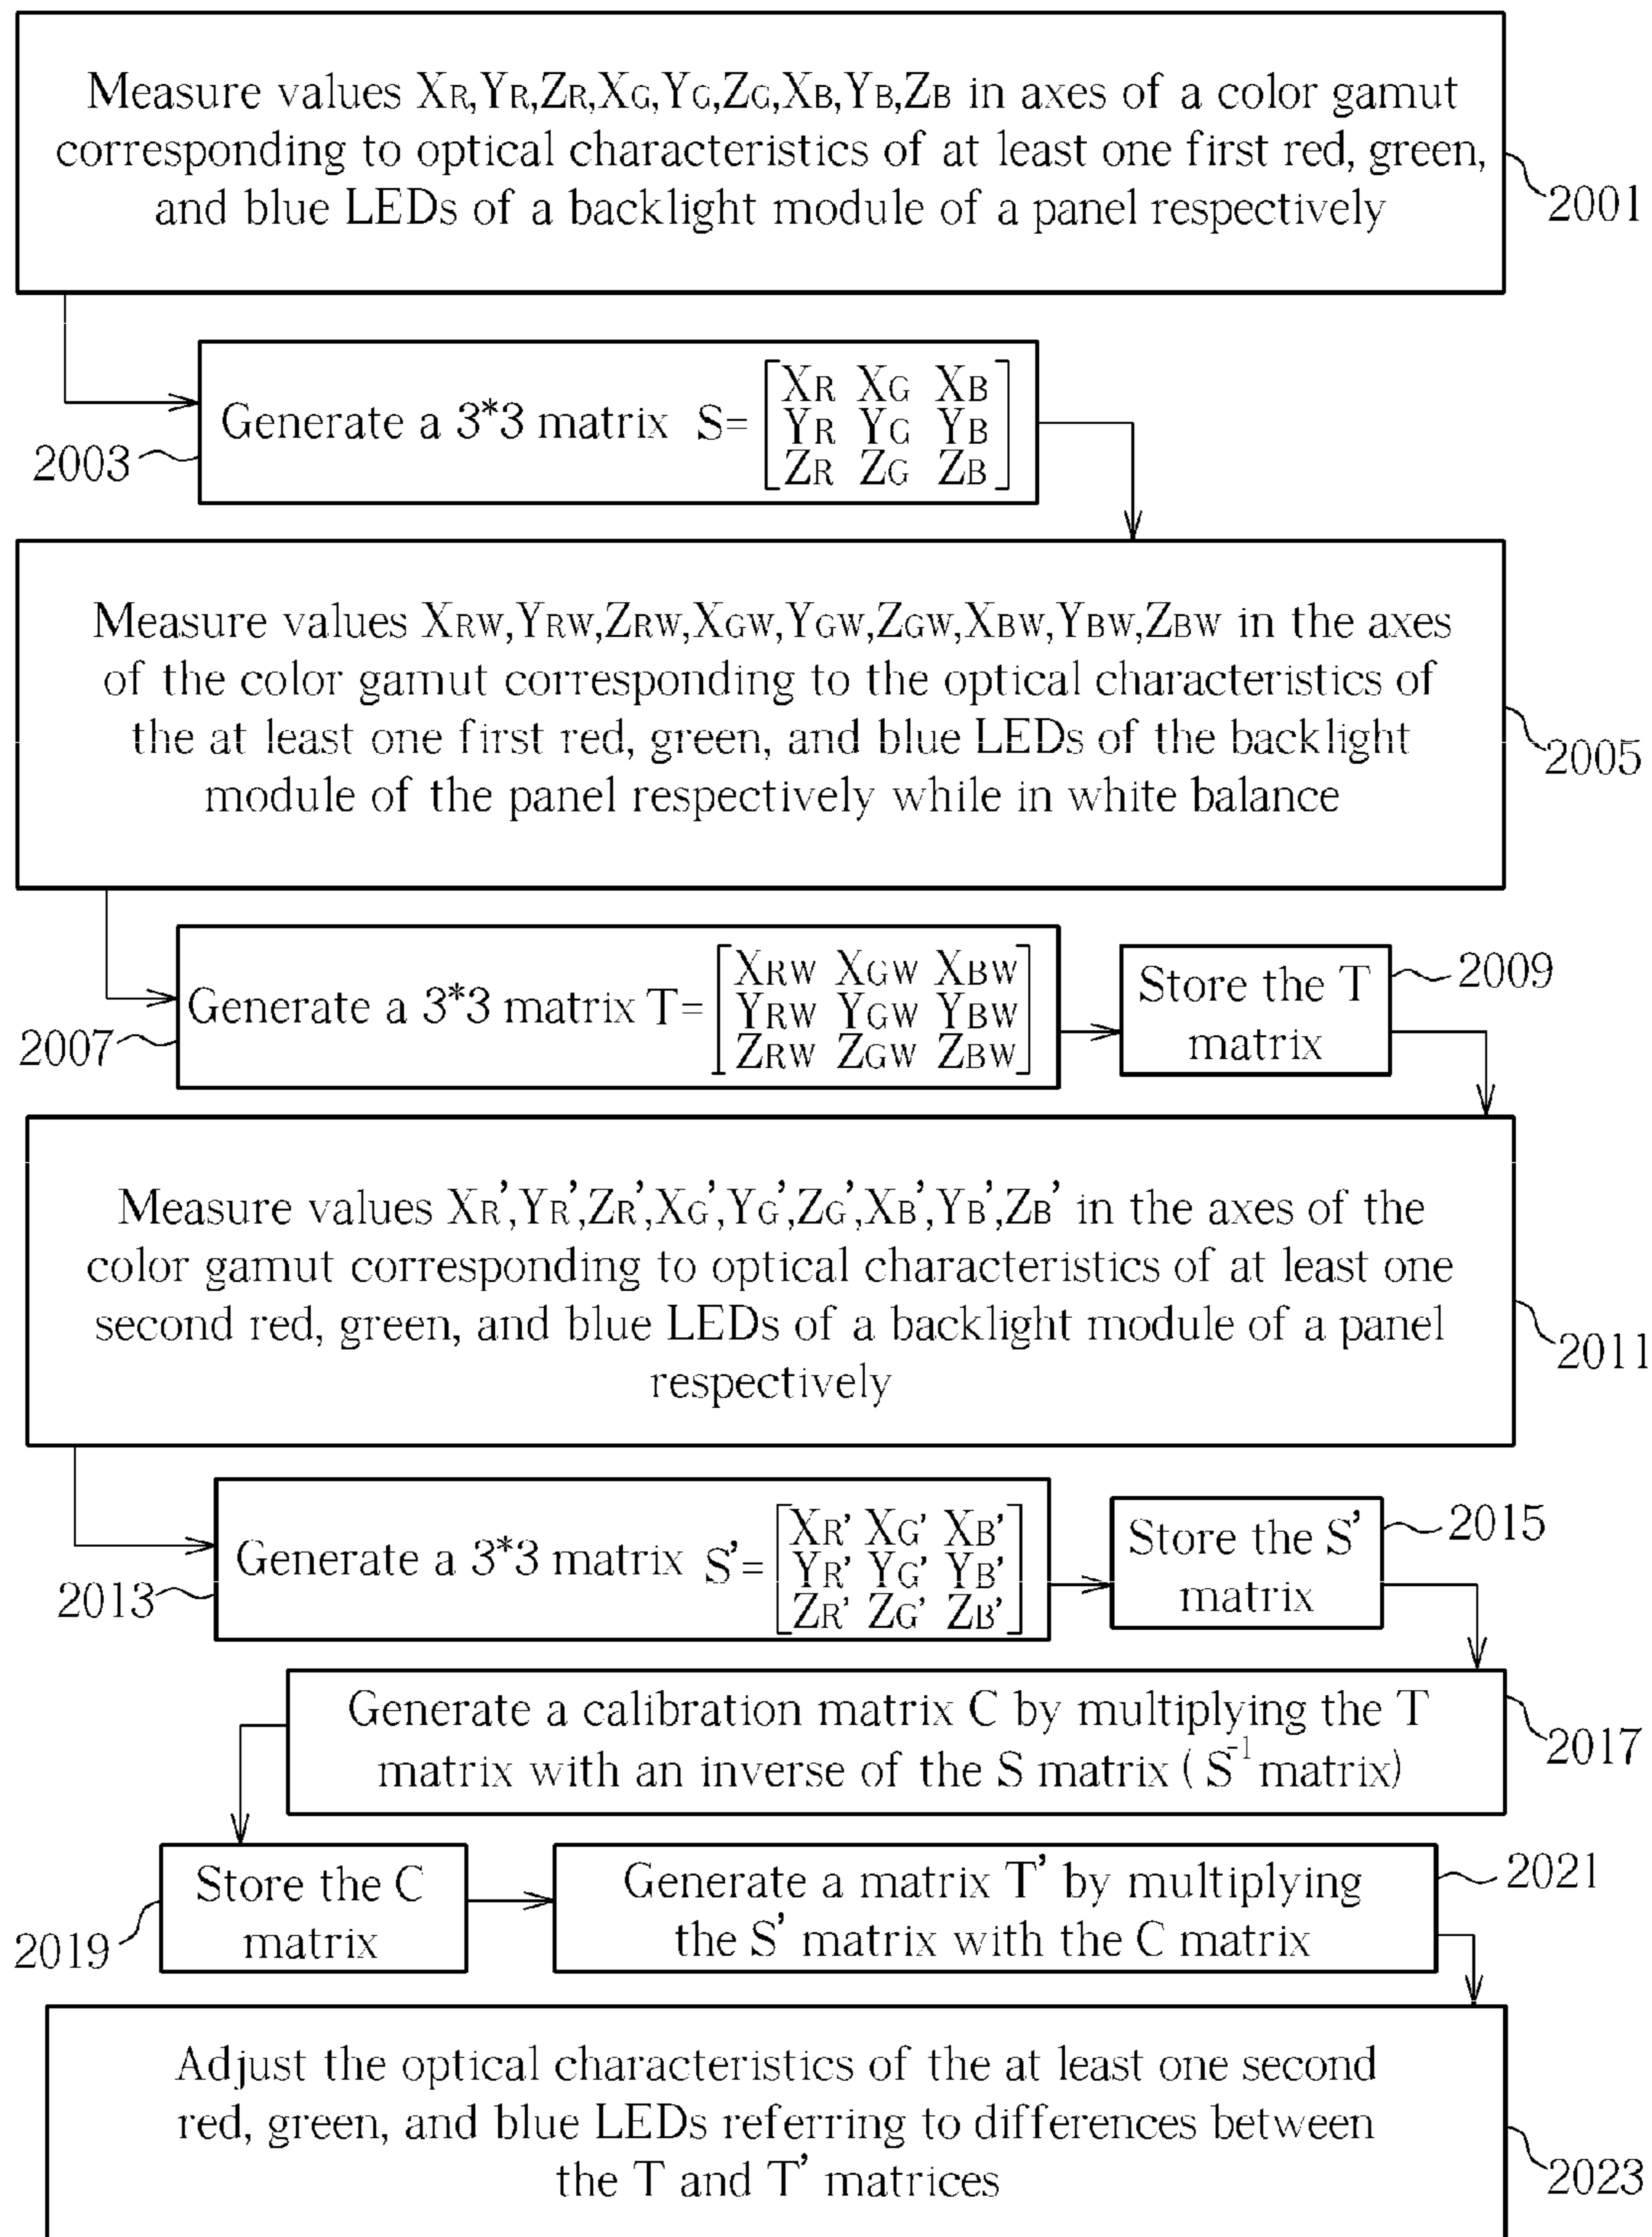 Measure values XR,YR,ZR,XG,YG,ZG,XB,YB,ZB in axes of a color gamut
corresponding to optical characteristics of at least one first red, green,
and blue LEDs of a backlight module of a panel respectively
2001
Generate a 3*3 matrix S= [XR XG XB
YR YG YB
ZR ZG ZB]
2003
Measure values XRW,YRW,ZRW,XGW,YGW,ZGW,XBW,YBW,ZBW in the axes
of the color gamut corresponding to the optical characteristics of
the at least one first red, green, and blue LEDs of the backlight
module of the panel respectively while in white balance
2005
Generate a 3*3 matrix T= [XRW XGW XBW
YRW YGW YBW
ZRW ZGW ZBW]
2007
Store the T
matrix
2009
Measure values XR',YR',ZR',XG',YG',ZG',XB',YB',ZB' in the axes of the
color gamut corresponding to optical characteristics of at least one
second red, green, and blue LEDs of a backlight module of a panel
respectively
2011
Generate a 3*3 matrix S'= [XR' XG' XB'
YR' YG' YB'
ZR' ZG' ZB']
2013
Store the S'
matrix
2015
Generate a calibration matrix C by multiplying the T
matrix with an inverse of the S matrix ( S⁻¹ matrix)
2017
Store the C
matrix
2019
Generate a matrix T' by multiplying
the S' matrix with the C matrix
2021
Adjust the optical characteristics of the at least one second
red, green, and blue LEDs referring to differences between
the T and T' matrices
2023